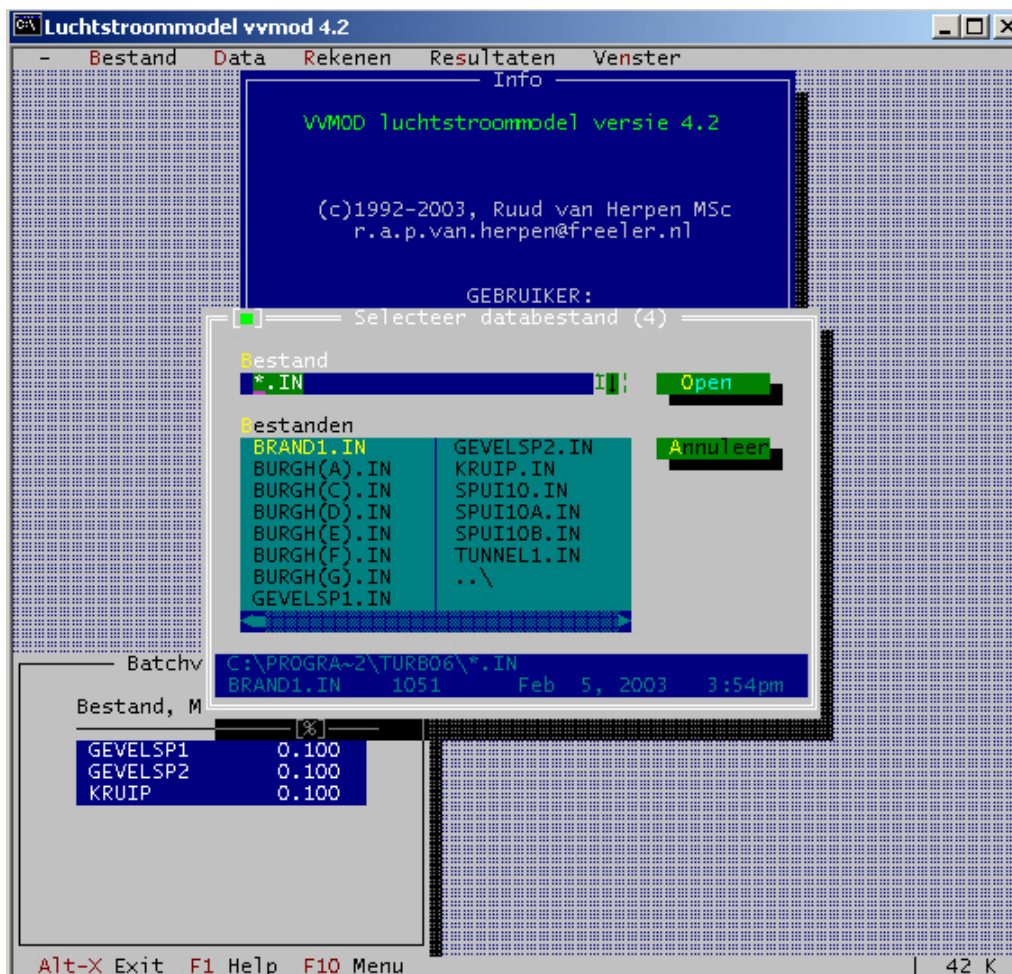 Luchtstroommodel vvmod 4.2
- Bestand Data Rekenen Resultaten Venster
Info
VVMOD luchtstroommodel versie 4.2
(c)1992-2003, Ruud van Herpen MSc
r.a.p.van.herpen@freeler.nl
GEBRUIKER:
Selecteer databestand (4)
Bestand
*.IN
Open
Bestanden
Annuleer
BRAND1.IN
BURGH(A).IN
BURGH(C).IN
BURGH(D).IN
BURGH(E).IN
BURGH(F).IN
BURGH(G).IN
GEVELSP1.IN
GEVELSP2.IN
KRUIP.IN
SPUI10.IN
SPUI10A.IN
SPUI10B.IN
TUNNEL1.IN
..\
C:\PROGRA~2\TURBO6\*.IN
BRAND1.IN 1051 Feb 5, 2003 3:54pm
Batchv
Bestand, M
[%]
GEVELSP1 0.100
GEVELSP2 0.100
KRUIP 0.100
Alt-X Exit F1 Help F10 Menu | 42 K